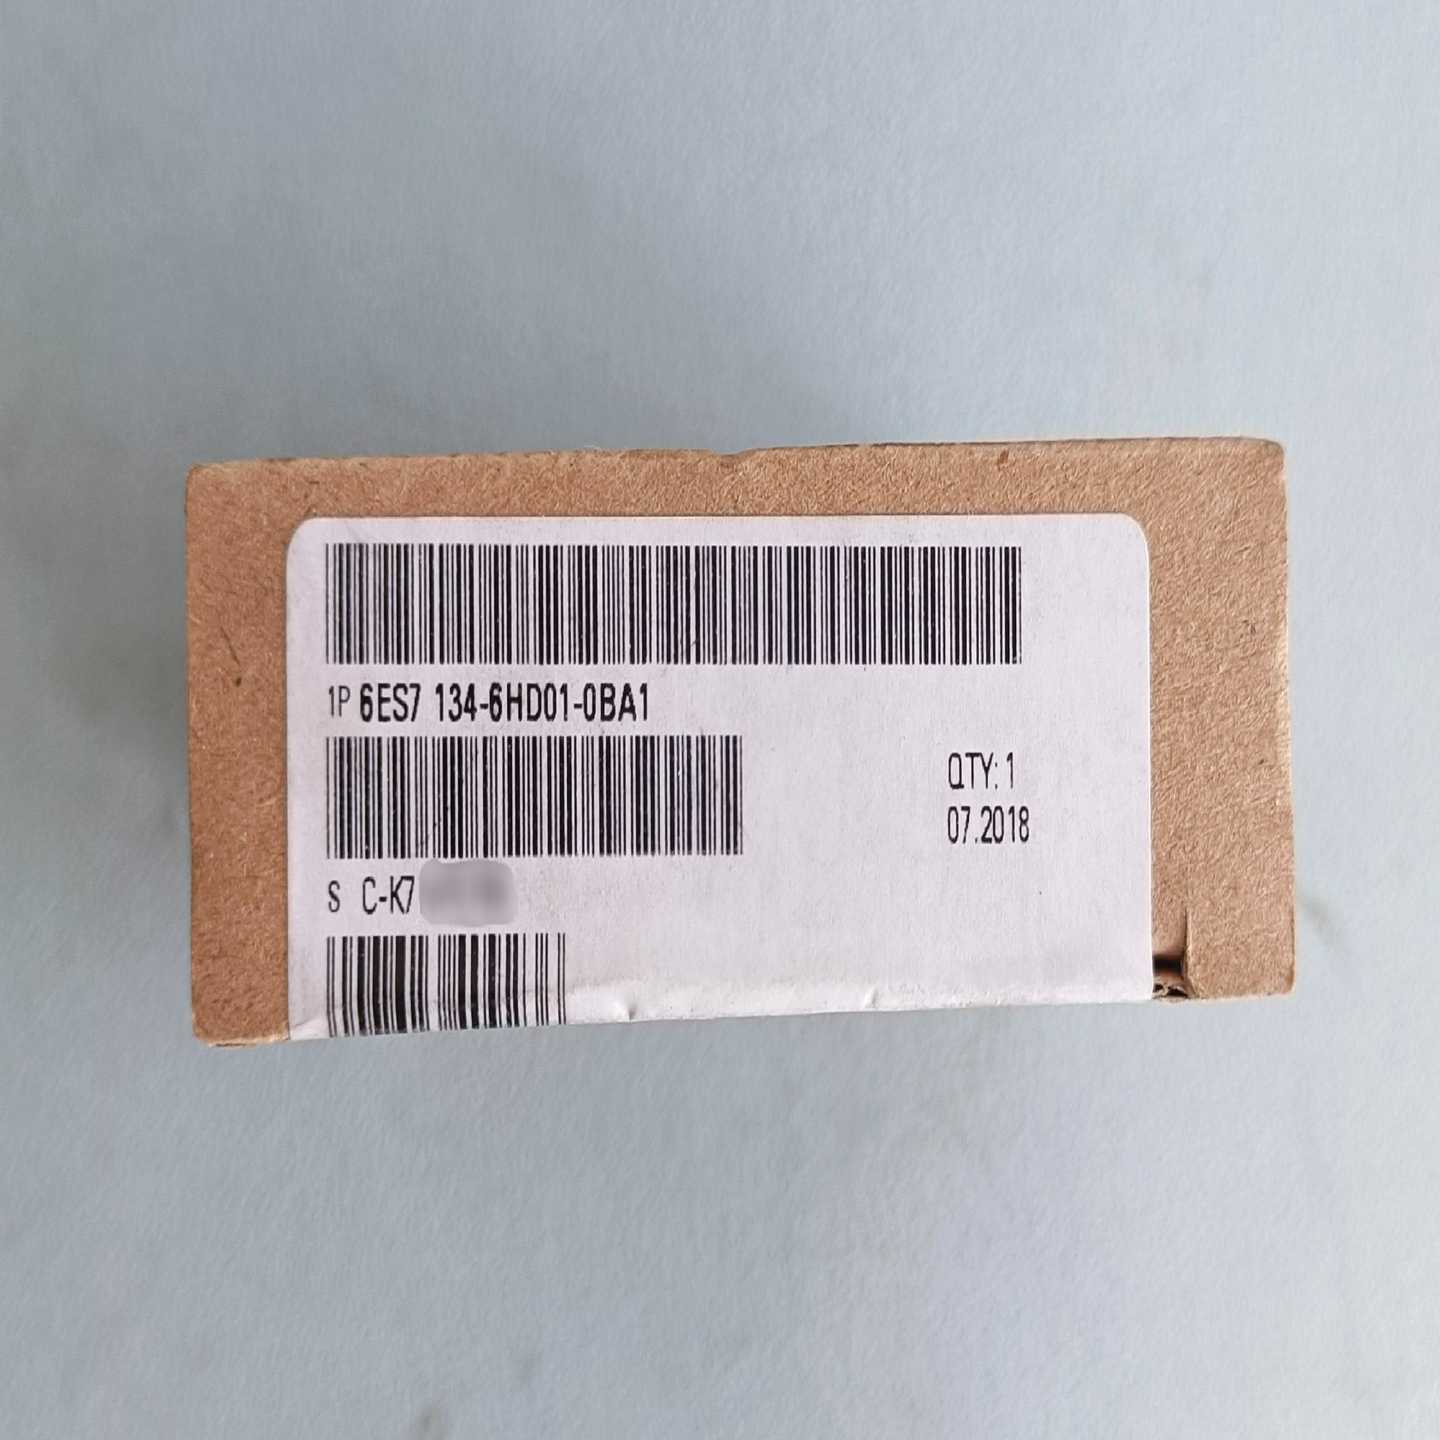 1P 6ES7 134-6HD01-0BA1
QTY: 1
07.2018
S C-K7